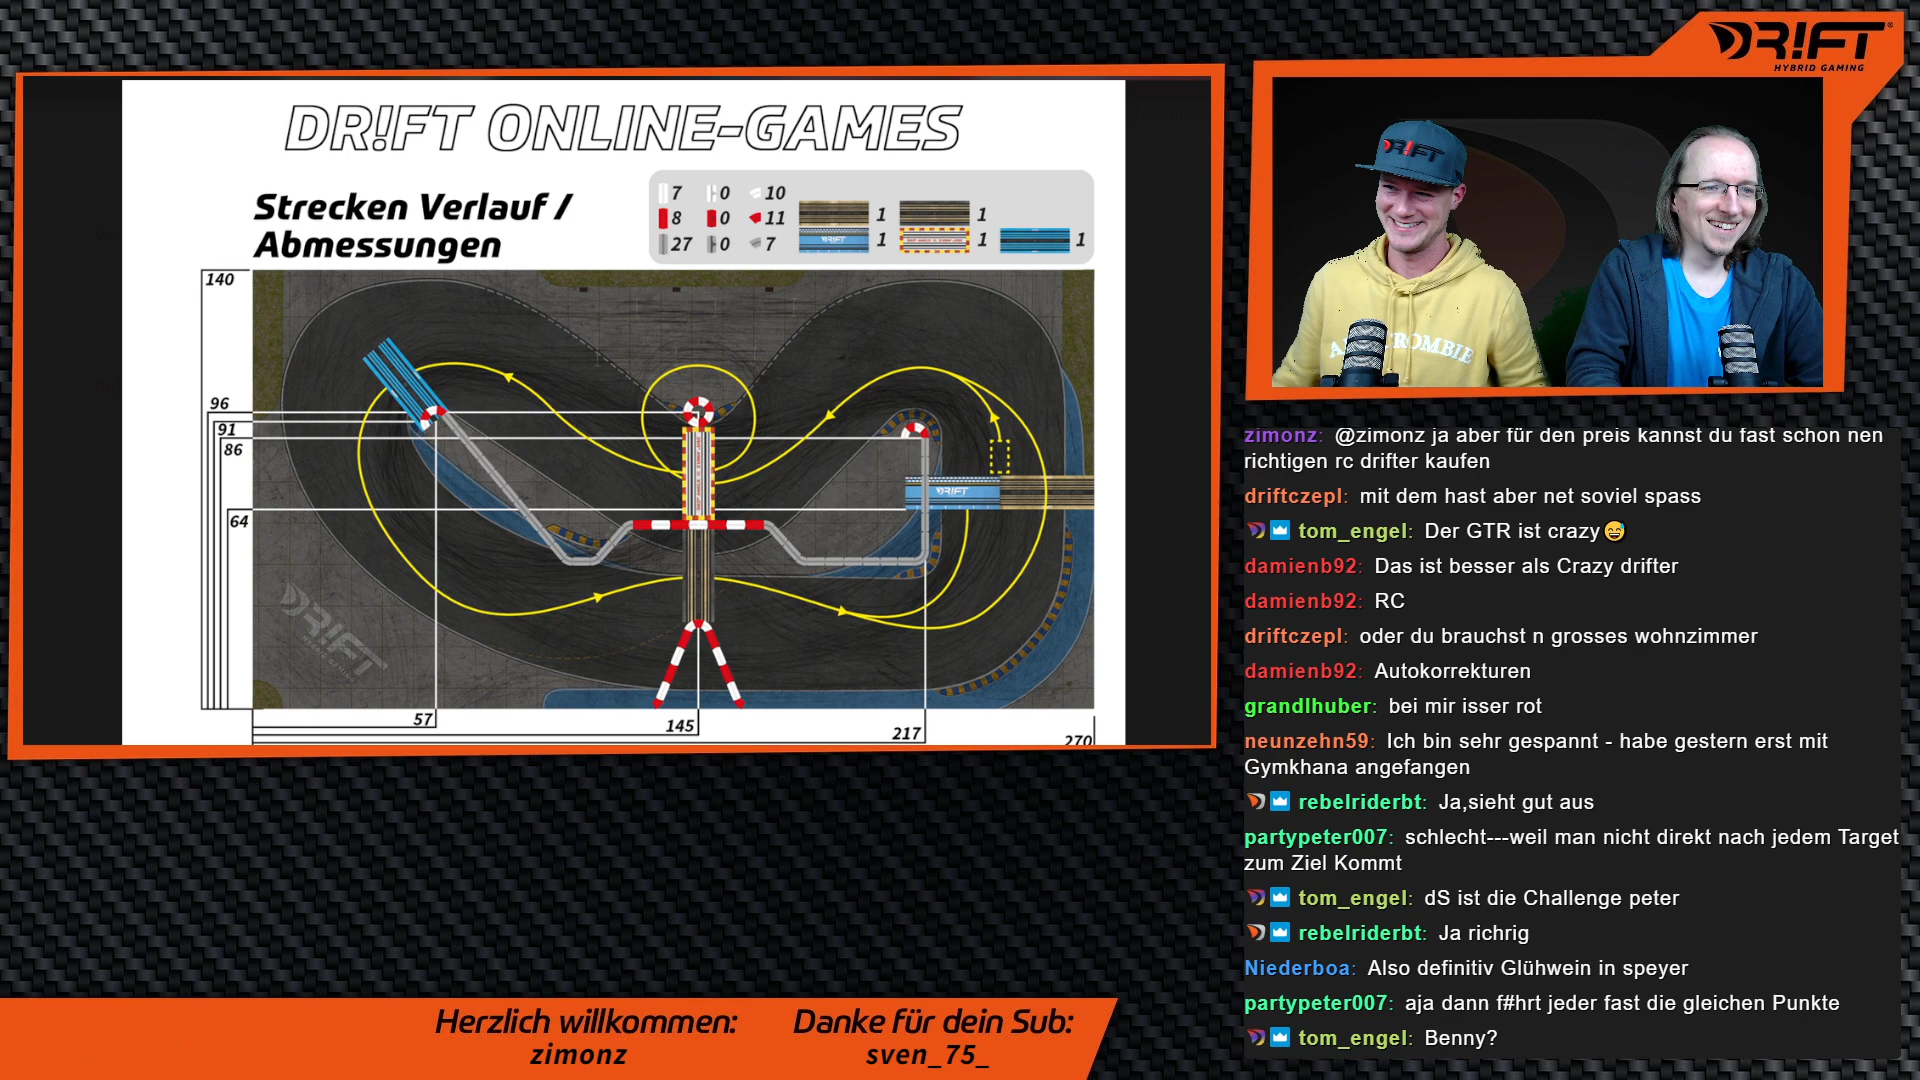 DR!FT
HYBRID GAMING
DR!FT ONLINE-GAMES
Strecken Verlauf /
Abmessungen
7 0 10
8 0 11 1 1
27 0 7 1 1 1
140
96
91
86
64
57
145
217
270
DR!FT
DR!FT
DR!FT
zimonz: @zimonz ja aber für den preis kannst du fast schon nen
richtigen rc drifter kaufen
driftczepl: mit dem hast aber net soviel spass
tom_engel: Der GTR ist crazy😅
damienb92: Das ist besser als Crazy drifter
damienb92: RC
driftczepl: oder du brauchst n grosses wohnzimmer
damienb92: Autokorrekturen
grandlhuber: bei mir isser rot
neunzehn59: Ich bin sehr gespannt - habe gestern erst mit
Gymkhana angefangen
rebelriderbt: Ja,sieht gut aus
partypeter007: schlecht---weil man nicht direkt nach jedem Target
zum Ziel Kommt
tom_engel: dS ist die Challenge peter
rebelriderbt: Ja richrig
Niederboa: Also definitiv Glühwein in speyer
partypeter007: aja dann f#hrt jeder fast die gleichen Punkte
tom_engel: Benny?
Herzlich willkommen:
zimonz
Danke für dein Sub:
sven_75_